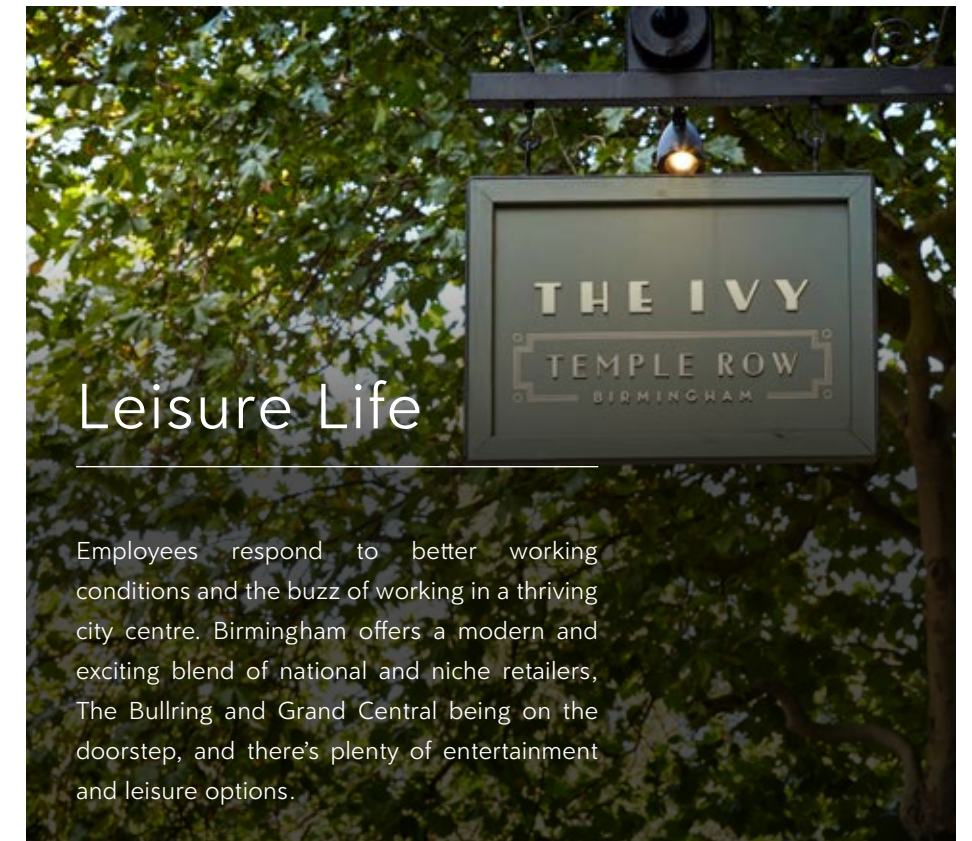 THE IVY
TEMPLE ROW
BIRMINGHAM
Leisure Life
Employees respond to better working
conditions and the buzz of working in a thriving
city centre. Birmingham offers a modern and
exciting blend of national and niche retailers,
The Bullring and Grand Central being on the
doorstep, and there’s plenty of entertainment
and leisure options.